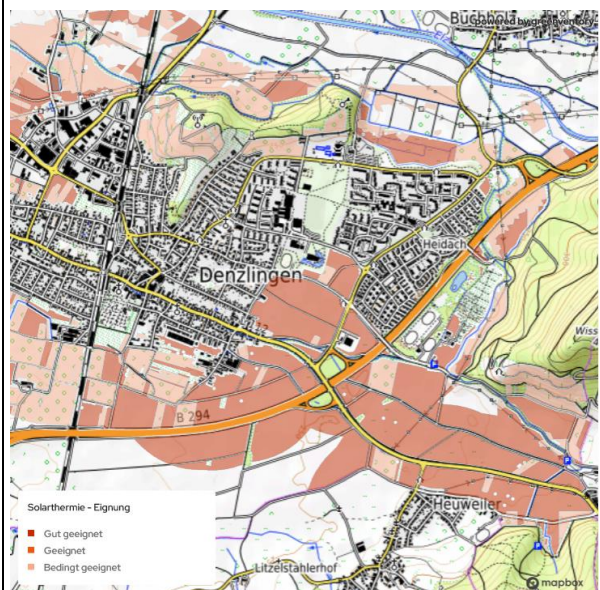 powered by greenventory
Heidach
Denzlingen
B 294
Heuweiler
Litzelstahlerhof
Solarthermie - Eignung
Gut geeignet
Geeignet
Bedingt geeignet
mapbox